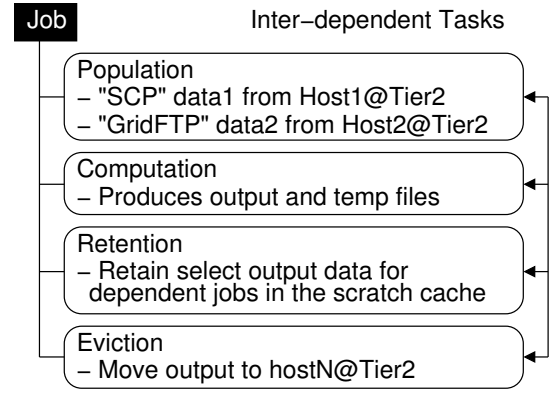 Job
Inter−dependent Tasks
Population
− "SCP" data1 from Host1@Tier2
− "GridFTP" data2 from Host2@Tier2
Computation
− Produces output and temp files
Retention
− Retain select output data for
dependent jobs in the scratch cache
Eviction
− Move output to hostN@Tier2